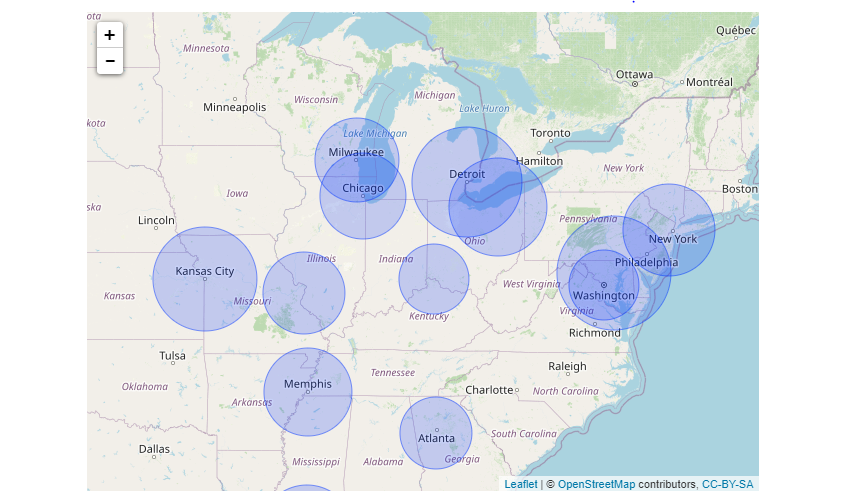 +
−
Québec
Minnesota
Ottawa
Montréal
Minneapolis
Wisconsin
Michigan
Lake Huron
kota
Lake Michigan
Toronto
Milwaukee
Hamilton
New York
Detroit
Chicago
Boston
Iowa
ska
Lincoln
Pennsylvania
Ohio
New York
Illinois
Indiana
Philadelphia
Kansas City
West Virginia
Kansas
Missouri
Washington
Virginia
Kentucky
Richmond
Tulsa
Tennessee
Raleigh
Oklahoma
Memphis
Charlotte
North Carolina
Arkansas
Atlanta
South Carolina
Dallas
Mississippi
Alabama
Georgia
Leaflet | © OpenStreetMap contributors, CC-BY-SA